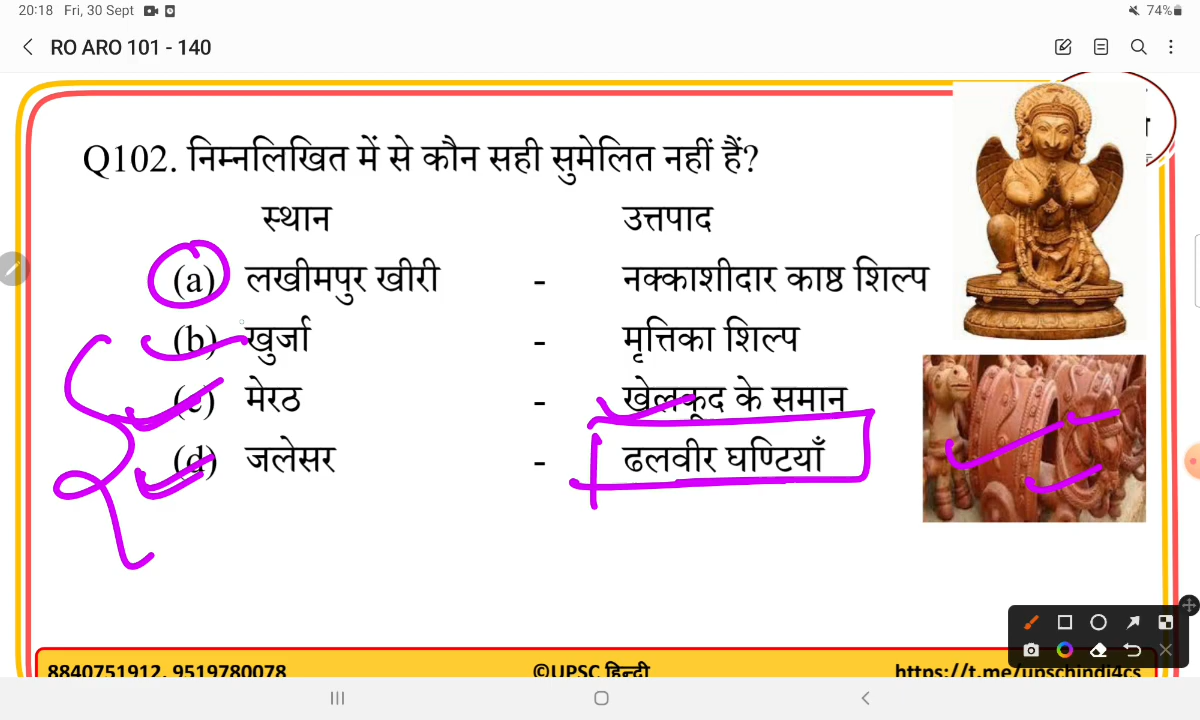 20:18 Fri, 30 Sept
74%
RO ARO 101 - 140
Q102. निम्नलिखित में से कौन सही सुमेलित नहीं हैं?
स्थान उत्तपाद
(a) लखीमपुर खीरी - नक्काशीदार काष्ठ शिल्प
(b) खुर्जा - मृत्तिका शिल्प
(c) मेरठ - खेलकूद के समान
(d) जलेसर - ढलवीर घण्टियाँ
8840751912, 9519780078 ©UPSC हिन्दी https://t.me/upschindi4cs